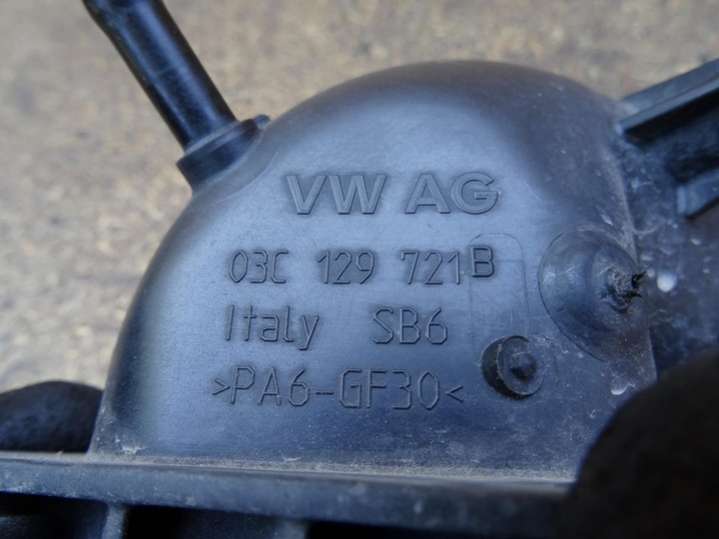 VW AG
03C 129 721 B
Italy SB6
>PA6-GF30<